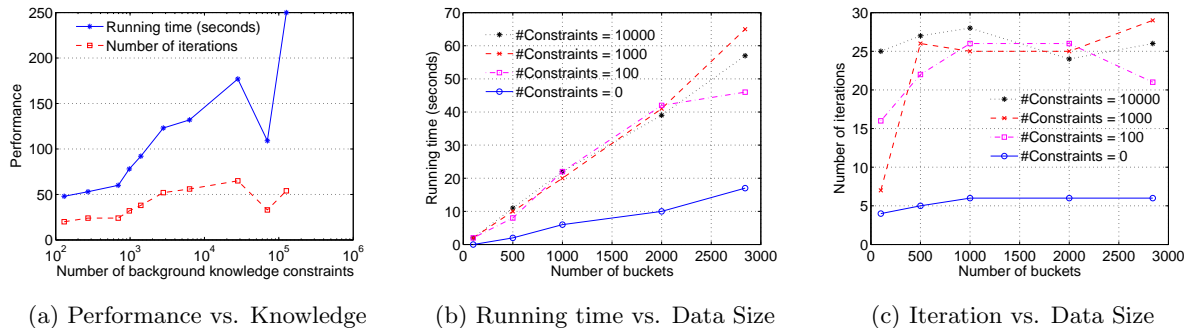 250
200
150
100
50
0
Performance
Running time (seconds)
Number of iterations
10^2 10^3 10^4 10^5 10^6
Number of background knowledge constraints
(a) Performance vs. Knowledge
70
60
50
40
30
20
10
0
Running time (seconds)
#Constraints = 10000
#Constraints = 1000
#Constraints = 100
#Constraints = 0
0 500 1000 1500 2000 2500 3000
Number of buckets
(b) Running time vs. Data Size
30
25
20
15
10
5
0
Number of iterations
#Constraints = 10000
#Constraints = 1000
#Constraints = 100
#Constraints = 0
0 500 1000 1500 2000 2500 3000
Number of buckets
(c) Iteration vs. Data Size